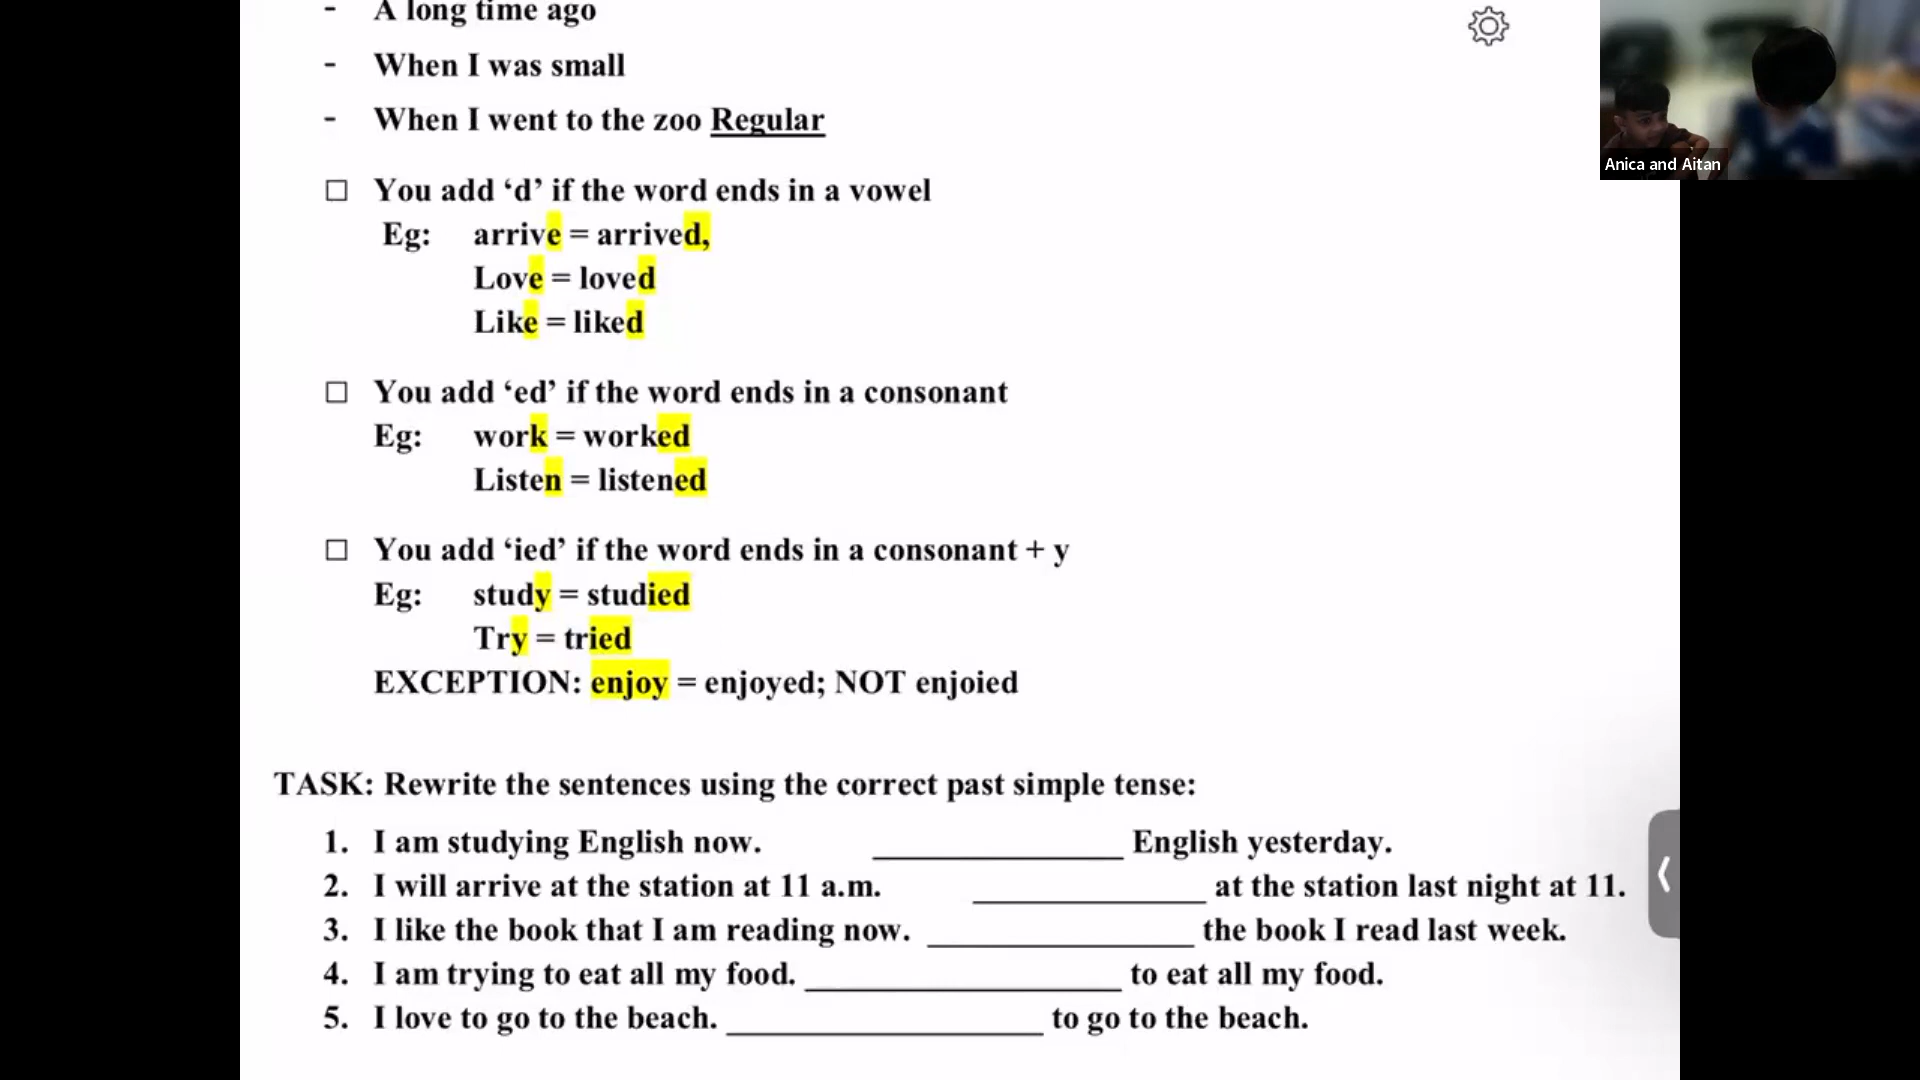 - A long time ago
- When I was small
- When I went to the zoo Regular
Anica and Aitan
☐ You add ‘d’ if the word ends in a vowel
Eg: arrive = arrived,
Love = loved
Like = liked
☐ You add ‘ed’ if the word ends in a consonant
Eg: work = worked
Listen = listened
☐ You add ‘ied’ if the word ends in a consonant + y
Eg: study = studied
Try = tried
EXCEPTION: enjoy = enjoyed; NOT enjoied
TASK: Rewrite the sentences using the correct past simple tense:
1. I am studying English now. ______________ English yesterday.
2. I will arrive at the station at 11 a.m. ______________ at the station last night at 11.
3. I like the book that I am reading now. ______________ the book I read last week.
4. I am trying to eat all my food. ______________ to eat all my food.
5. I love to go to the beach. ______________ to go to the beach.